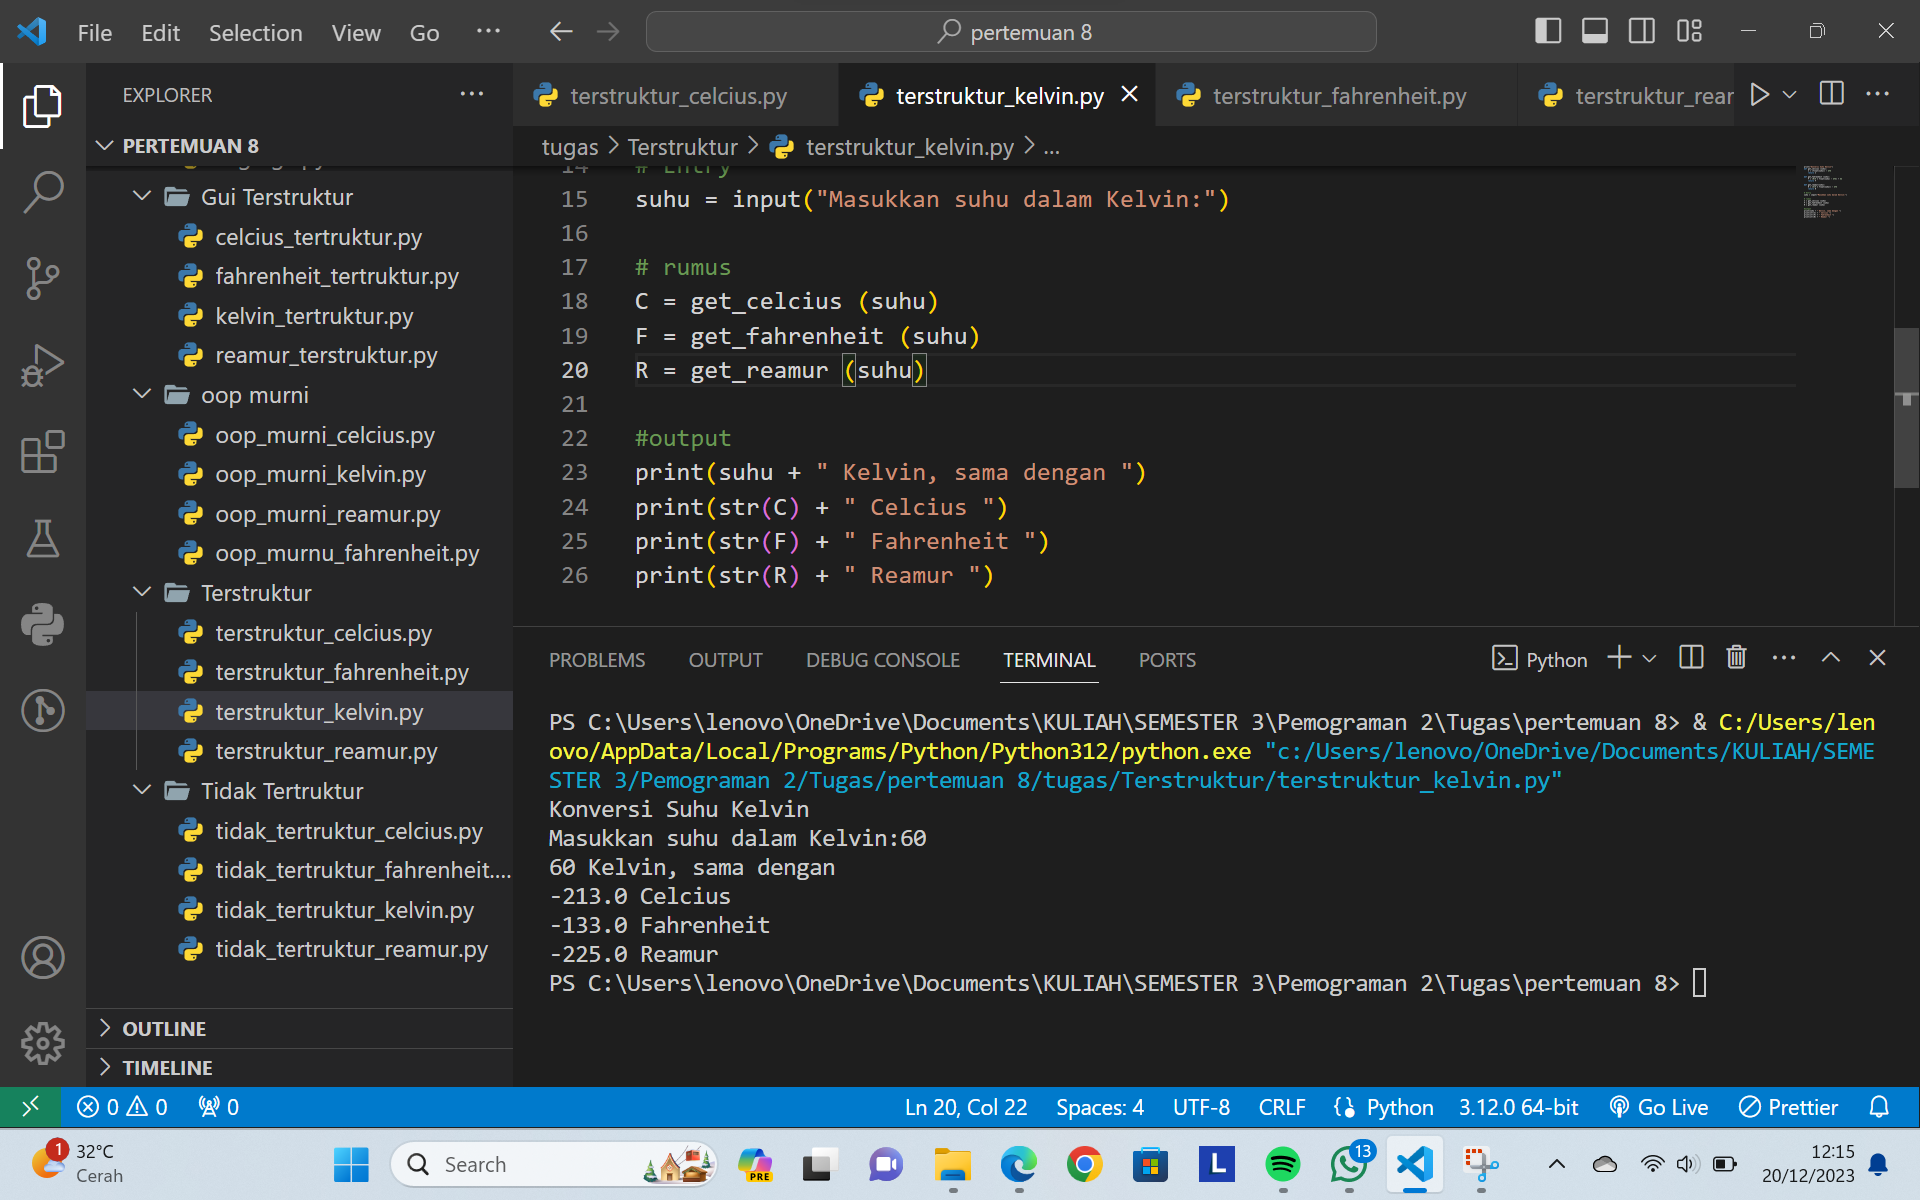 File Edit Selection View Go ···
pertemuan 8
EXPLORER
PERTEMUAN 8
Gui Terstruktur
celcius_tertruktur.py
fahrenheit_tertruktur.py
kelvin_tertruktur.py
reamur_terstruktur.py
oop murni
oop_murni_celcius.py
oop_murni_kelvin.py
oop_murni_reamur.py
oop_murnu_fahrenheit.py
Terstruktur
terstruktur_celcius.py
terstruktur_fahrenheit.py
terstruktur_kelvin.py
terstruktur_reamur.py
Tidak Tertruktur
tidak_tertruktur_celcius.py
tidak_tertruktur_fahrenheit....
tidak_tertruktur_kelvin.py
tidak_tertruktur_reamur.py
OUTLINE
TIMELINE
terstruktur_celcius.py terstruktur_kelvin.py terstruktur_fahrenheit.py terstruktur_rear
tugas > Terstruktur > terstruktur_kelvin.py > ...
14 # Entry
15 suhu = input("Masukkan suhu dalam Kelvin:")
16
17 # rumus
18 C = get_celcius (suhu)
19 F = get_fahrenheit (suhu)
20 R = get_reamur (suhu)
21
22 #output
23 print(suhu + " Kelvin, sama dengan ")
24 print(str(C) + " Celcius ")
25 print(str(F) + " Fahrenheit ")
26 print(str(R) + " Reamur ")
PROBLEMS OUTPUT DEBUG CONSOLE TERMINAL PORTS Python
PS C:\Users\lenovo\OneDrive\Documents\KULIAH\SEMESTER 3\Pemograman 2\Tugas\pertemuan 8> & C:/Users/len
ovo/AppData/Local/Programs/Python/Python312/python.exe "c:/Users/lenovo/OneDrive/Documents/KULIAH/SEME
STER 3/Pemograman 2/Tugas/pertemuan 8/tugas/Terstruktur/terstruktur_kelvin.py"
Konversi Suhu Kelvin
Masukkan suhu dalam Kelvin:60
60 Kelvin, sama dengan
-213.0 Celcius
-133.0 Fahrenheit
-225.0 Reamur
PS C:\Users\lenovo\OneDrive\Documents\KULIAH\SEMESTER 3\Pemograman 2\Tugas\pertemuan 8>
0 0 0 Ln 20, Col 22 Spaces: 4 UTF-8 CRLF Python 3.12.0 64-bit Go Live Prettier
1 32°C
Cerah
Search
PRE
L
13
12:15
20/12/2023